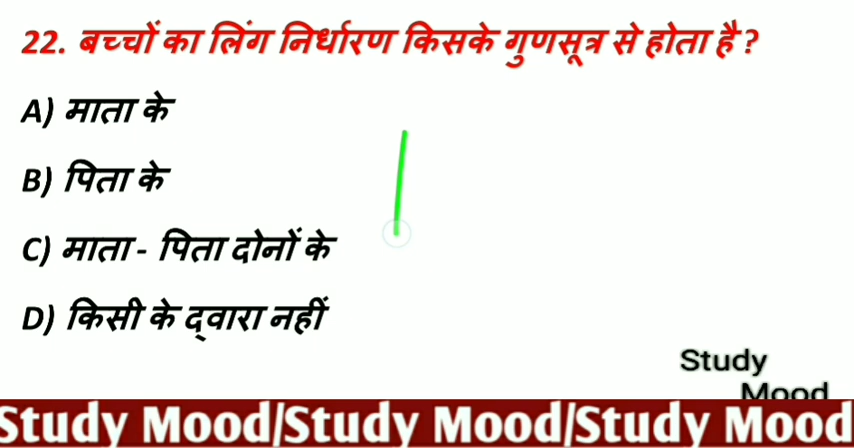 22. बच्चों का लिंग निर्धारण किसके गुणसूत्र से होता है ?
A) माता के
B) पिता के
C) माता - पिता दोनों के
D) किसी के द्वारा नहीं
Study
Mood
Study Mood/Study Mood/Study Mood